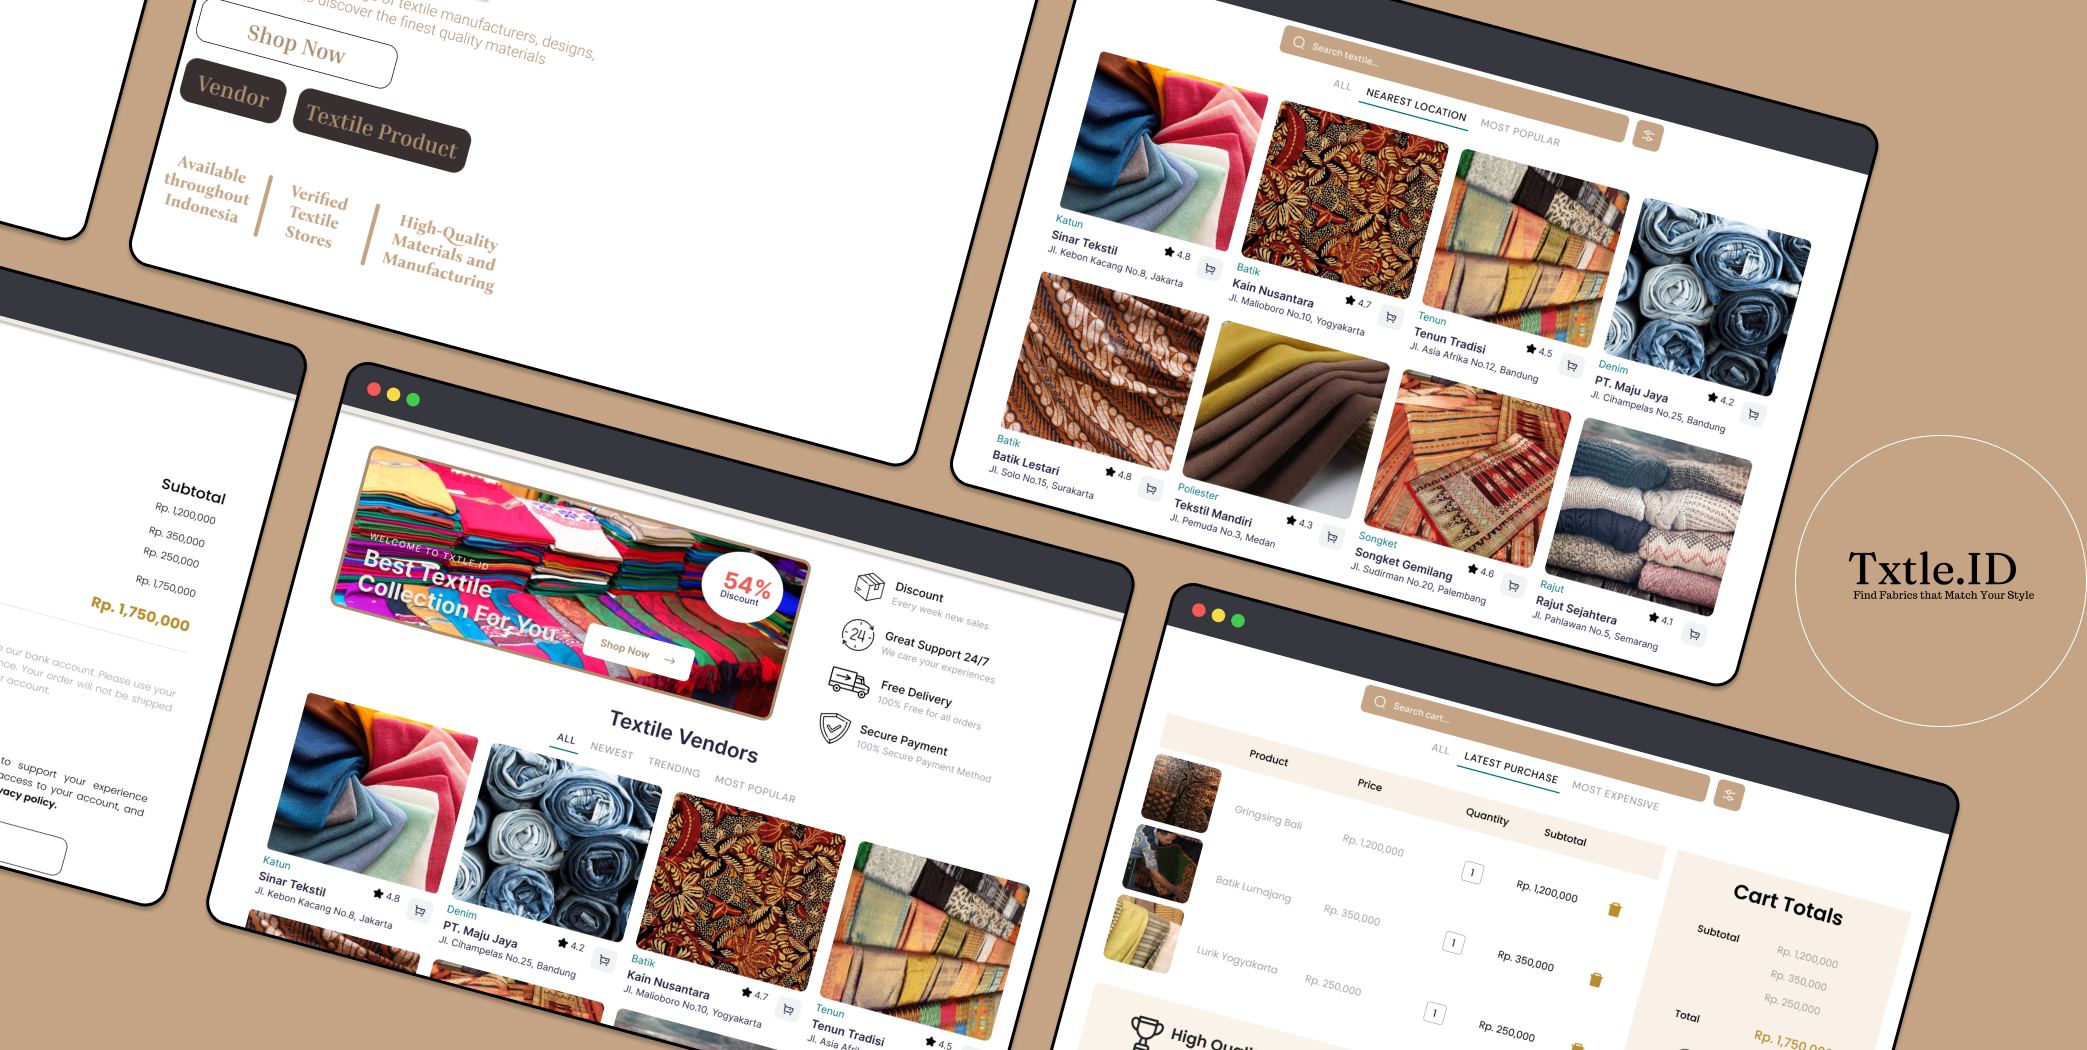 of textile manufacturers, designs,
discover the finest quality materials
Shop Now
Vendor
Textile Product
Available
throughout
Indonesia
Verified
Textile
Stores
High-Quality
Materials and
Manufacturing
Search textile...
ALL
NEAREST LOCATION
MOST POPULAR
Katun
Sinar Tekstil
4.8
Jl. Kebon Kacang No.8, Jakarta
Batik
Kain Nusantara
4.7
Jl. Malioboro No.10, Yogyakarta
Tenun
Tenun Tradisi
4.5
Jl. Asia Afrika No.12, Bandung
Denim
PT. Maju Jaya
4.2
Jl. Cihampelas No.25, Bandung
Batik
Batik Lestari
4.8
Jl. Solo No.15, Surakarta
Poliester
Tekstil Mandiri
4.3
Jl. Pemuda No.3, Medan
Songket
Songket Gemilang
4.6
Jl. Sudirman No.20, Palembang
Rajut
Rajut Sejahtera
4.1
Jl. Pahlawan No.5, Semarang
Txtle.ID
Find Fabrics that Match Your Style
Subtotal
Rp. 1,200,000
Rp. 350,000
Rp. 250,000
Rp. 1,750,000
Rp. 1,750,000
our bank account. Please use your
Your order will not be shipped
account.
to support your experience
access to your account, and
policy.
WELCOME TO TXTLE.ID
Best Textile
Collection For You
54%
Discount
Shop Now
Discount
Every week new sales
24
Great Support 24/7
We care your experiences
Free Delivery
100% Free for all orders
Secure Payment
100% Secure Payment Method
Textile Vendors
ALL
NEWEST
TRENDING
MOST POPULAR
Katun
Sinar Tekstil
4.8
Jl. Kebon Kacang No.8, Jakarta
Denim
PT. Maju Jaya
4.2
Jl. Cihampelas No.25, Bandung
Batik
Kain Nusantara
4.7
Jl. Malioboro No.10, Yogyakarta
Tenun
Tenun Tradisi
4.5
Jl. Asia
Search cart...
ALL
LATEST PURCHASE
MOST EXPENSIVE
Product
Price
Quantity
Subtotal
Gringsing Bali
Rp. 1,200,000
1
Rp. 1,200,000
Batik Lumajang
Rp. 350,000
1
Rp. 350,000
Lurik Yogyakarta
Rp. 250,000
1
Rp. 250,000
Cart Totals
Subtotal
Rp. 1,200,000
Rp. 350,000
Rp. 250,000
Total
Rp. 1,750
High